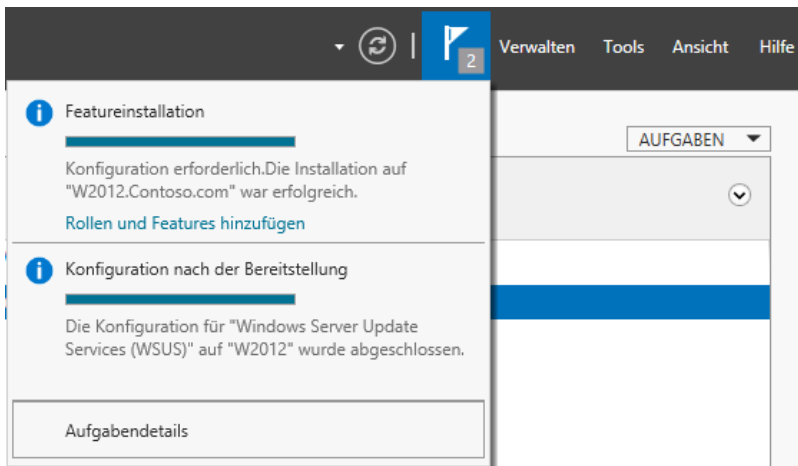 2
Verwalten Tools Ansicht Hilfe
Featureinstallation
AUFGABEN
Konfiguration erforderlich.Die Installation auf
"W2012.Contoso.com" war erfolgreich.
Rollen und Features hinzufügen
Konfiguration nach der Bereitstellung
Die Konfiguration für "Windows Server Update
Services (WSUS)" auf "W2012" wurde abgeschlossen.
Aufgabendetails